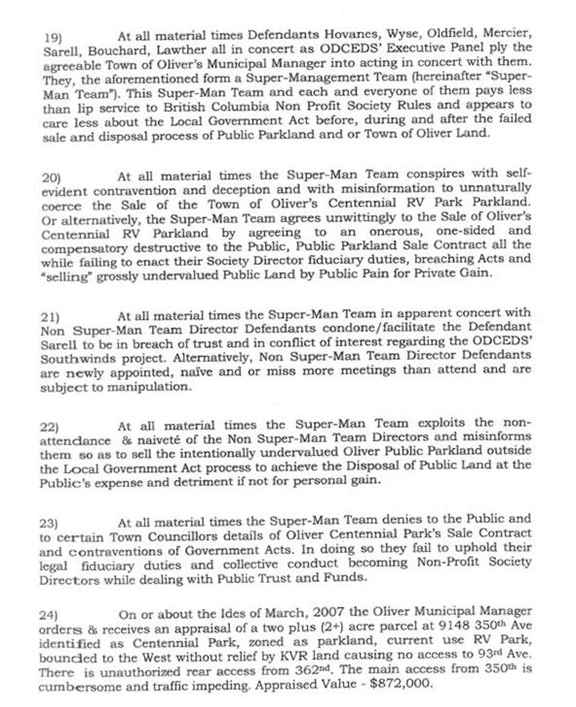 19) At all material times Defendants Hovanes, Wyse, Oldfield, Mercier,
Sarell, Bouchard, Lawther all in concert as ODCEDS' Executive Panel ply the
agreeable Town of Oliver's Municipal Manager into acting in concert with them.
They, the aforementioned form a Super-Management Team (hereinafter "Super-
Man Team"). This Super-Man Team and each and everyone of them pays less
than lip service to British Columbia Non Profit Society Rules and appears to
care less about the Local Government Act before, during and after the failed
sale and disposal process of Public Parkland and or Town of Oliver Land.
20) At all material times the Super-Man Team conspires with self-
evident contravention and deception and with misinformation to unnaturally
coerce the Sale of the Town of Oliver's Centennial RV Park Parkland.
Or alternatively, the Super-Man Team agrees unwittingly to the Sale of Oliver's
Centennial RV Parkland by agreeing to an onerous, one-sided and
compensatory destructive to the Public, Public Parkland Sale Contract all the
while failing to enact their Society Director fiduciary duties, breaching Acts and
"selling" grossly undervalued Public Land by Public Pain for Private Gain.
21) At all material times the Super-Man Team in apparent concert with
Non Super-Man Team Director Defendants condone/facilitate the Defendant
Sarell to be in breach of trust and in conflict of interest regarding the ODCEDS'
Southwinds project. Alternatively, Non Super-Man Team Director Defendants
are newly appointed, naïve and or miss more meetings than attend and are
subject to manipulation.
22) At all material times the Super-Man Team exploits the non-
attendance & naiveté of the Non Super-Man Team Directors and misinforms
them so as to sell the intentionally undervalued Oliver Public Parkland outside
the Local Government Act process to achieve the Disposal of Public Land at the
Public's expense and detriment if not for personal gain.
23) At all material times the Super-Man Team denies to the Public and
to certain Town Councillors details of Oliver Centennial Park's Sale Contract
and contraventions of Government Acts. In doing so they fail to uphold their
legal fiduciary duties and collective conduct becoming Non-Profit Society
Directors while dealing with Public Trust and Funds.
24) On or about the Ides of March, 2007 the Oliver Municipal Manager
orders & receives an appraisal of a two plus (2+) acre parcel at 9148 350th Ave
identified as Centennial Park, zoned as parkland, current use RV Park,
bounded to the West without relief by KVR land causing no access to 93rd Ave.
There is unauthorized rear access from 362nd. The main access from 350th is
cumbersome and traffic impeding. Appraised Value - $872,000.